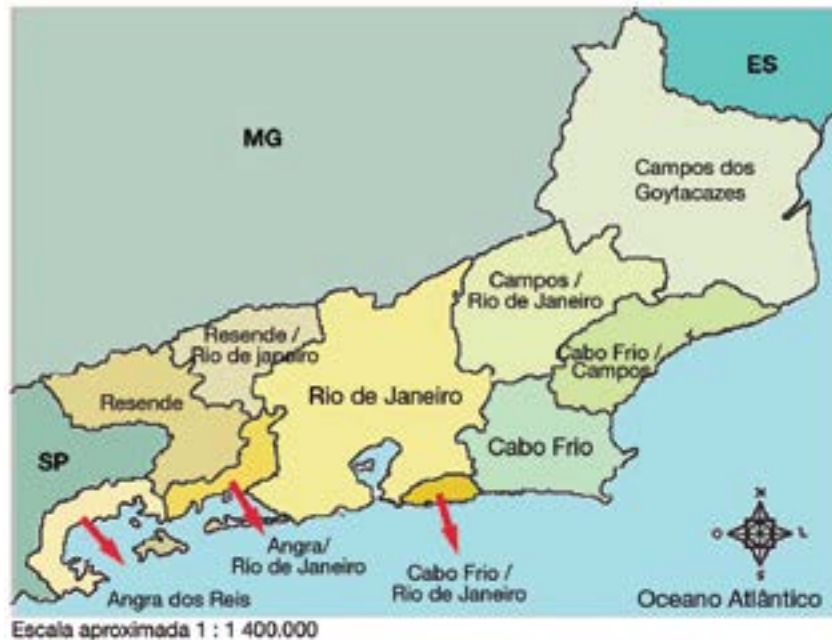 ES
MG
Campos dos
Goytacazes
Campos /
Rio de Janeiro
Resende /
Rio de janeiro
Cabo Frio /
Campos
Resende
Rio de Janeiro
Cabo Frio
SP
N
O
L
S
Angra/
Rio de Janeiro
Cabo Frio /
Rio de Janeiro
Angra dos Reis
Oceano Atlântico
Escala aproximada 1 : 1 400.000